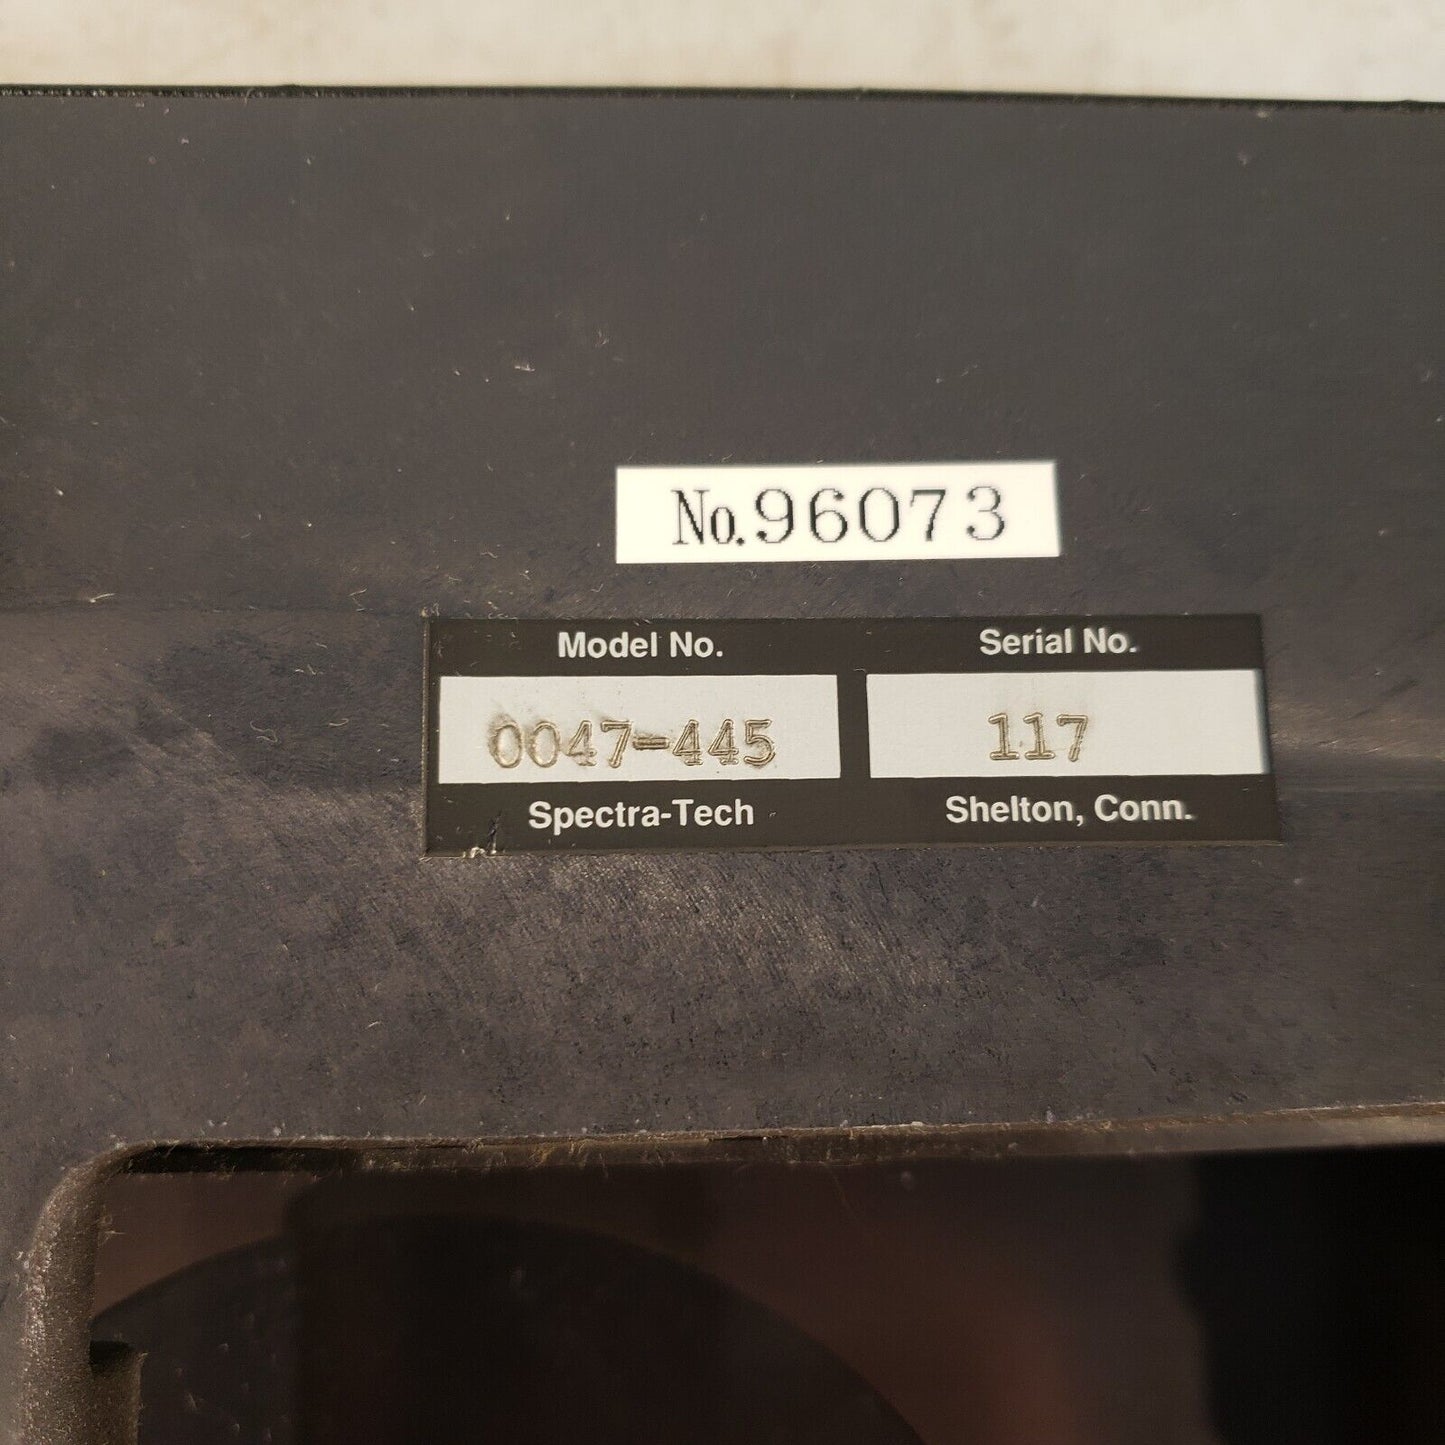 No.96073
Model No. Serial No.
0047-445 117
Spectra-Tech Shelton, Conn.